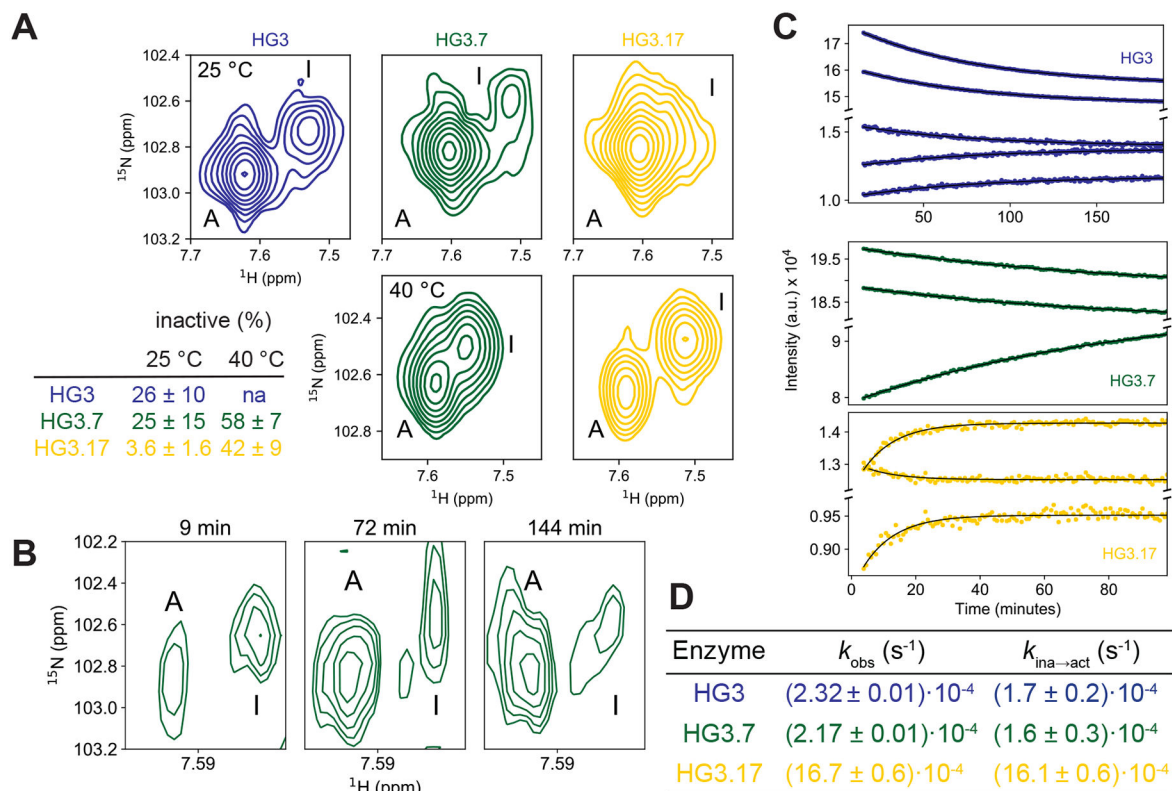 A
HG3
HG3.7
HG3.17
25 °C
I
I
I
A
A
A
102.4
102.6
102.8
103.0
103.2
15N (ppm)
7.7
7.6
7.5
7.7
7.6
7.5
7.7
7.6
7.5
1H (ppm)
1H (ppm)
40 °C
I
I
A
A
102.4
102.6
102.8
15N (ppm)
7.6
7.5
7.6
7.5
1H (ppm)
1H (ppm)
inactive (%)
25 °C 40 °C
HG3 26 ± 10 na
HG3.7 25 ± 15 58 ± 7
HG3.17 3.6 ± 1.6 42 ± 9
B
9 min
72 min
144 min
A
A
A
I
I
I
102.2
102.4
102.6
102.8
103.0
103.2
15N (ppm)
7.59
7.59
7.59
1H (ppm)
C
HG3
17
16
15
1.5
1.0
50
100
150
19.5
18.5
9
8
HG3.7
Intensity (a.u.) x 10⁴
1.4
1.3
0.95
0.90
HG3.17
0
20
40
60
80
Time (minutes)
D
Enzyme kobs (s-1) kina→act (s-1)
HG3 (2.32 ± 0.01)·10-4 (1.7 ± 0.2)·10-4
HG3.7 (2.17 ± 0.01)·10-4 (1.6 ± 0.3)·10-4
HG3.17 (16.7 ± 0.6)·10-4 (16.1 ± 0.6)·10-4